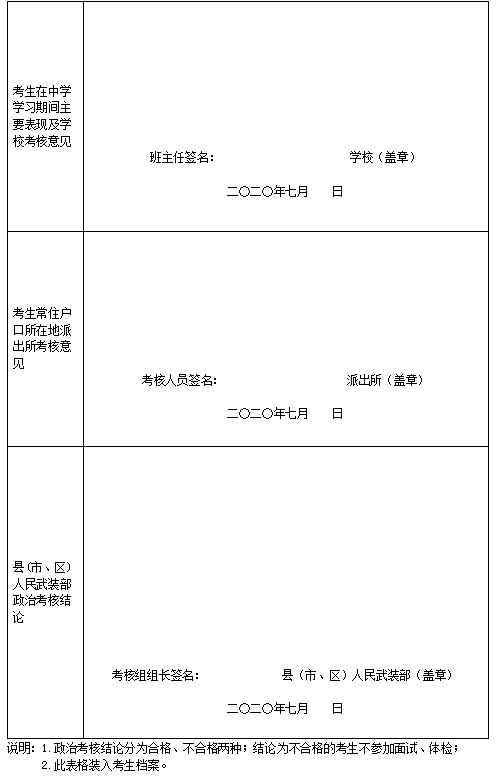 考生在中学
学习期间主
要表现及学
校考核意见
班主任签名： 学校（盖章）
二〇二〇年七月 日
考生常住户
口所在地派
出所考核意
见
考核人员签名： 派出所（盖章）
二〇二〇年七月 日
县（市、区）
人民武装部
政治考核结
论
考核组组长签名： 县（市、区）人民武装部（盖章）
二〇二〇年七月 日
说明：1.政治考核结论分为合格、不合格两种；结论为不合格的考生不参加面试、体检；
2.此表格装入考生档案。